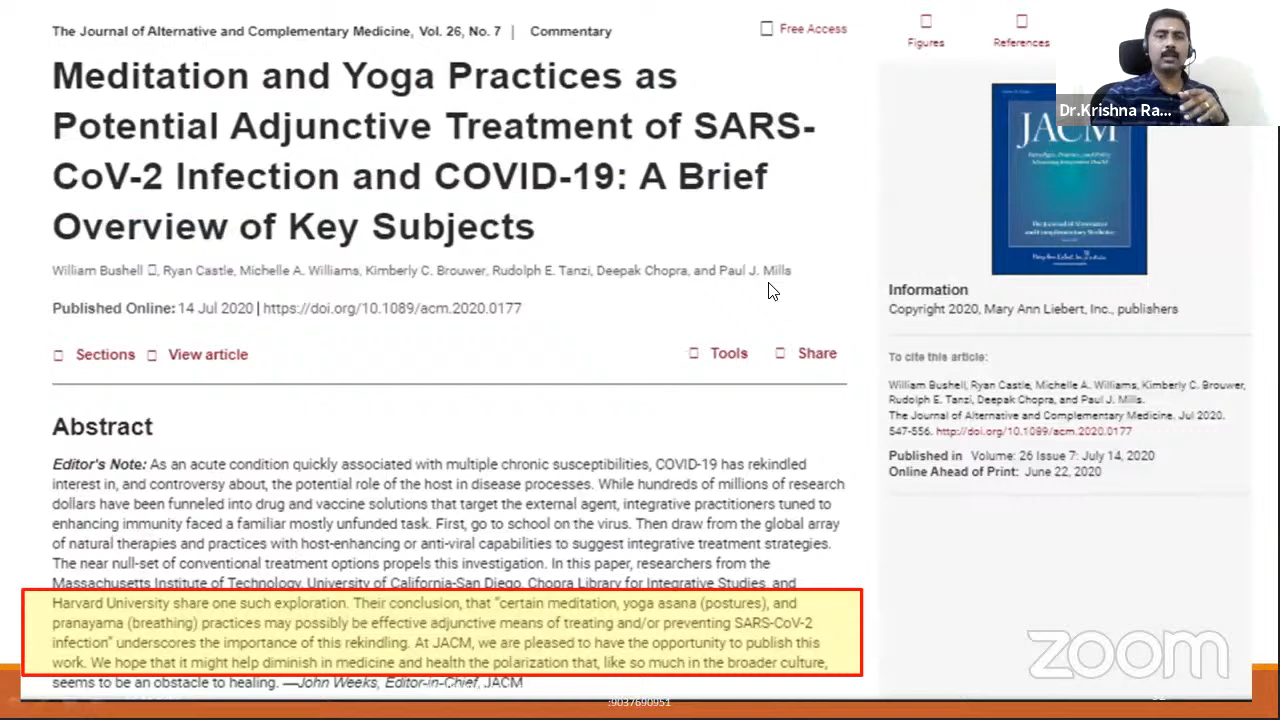 The Journal of Alternative and Complementary Medicine, Vol. 26, No. 7 | Commentary
Free Access
Meditation and Yoga Practices as
Potential Adjunctive Treatment of SARS-
CoV-2 Infection and COVID-19: A Brief
Overview of Key Subjects
William Bushell, Ryan Castle, Michelle A. Williams, Kimberly C. Brouwer, Rudolph E. Tanzi, Deepak Chopra, and Paul J. Mills
Published Online: 14 Jul 2020 | https://doi.org/10.1089/acm.2020.0177
Sections View article
Tools Share
Abstract
Editor's Note: As an acute condition quickly associated with multiple chronic susceptibilities, COVID-19 has rekindled
interest in, and controversy about, the potential role of the host in disease processes. While hundreds of millions of research
dollars have been funneled into drug and vaccine solutions that target the external agent, integrative practitioners tuned to
enhancing immunity faced a familiar mostly unfunded task. First, go to school on the virus. Then draw from the global array
of natural therapies and practices with host-enhancing or anti-viral capabilities to suggest integrative treatment strategies.
The near null-set of conventional treatment options propels this investigation. In this paper, researchers from the
Massachusetts Institute of Technology, University of California-San Diego, Chopra Library for Integrative Studies, and
Harvard University share one such exploration. Their conclusion, that “certain meditation, yoga asana (postures), and
pranayama (breathing) practices may possibly be effective adjunctive means of treating and/or preventing SARS-CoV-2
infection” underscores the importance of this rekindling. At JACM, we are pleased to have the opportunity to publish this
work. We hope that it might help diminish in medicine and health the polarization that, like so much in the broader culture,
seems to be an obstacle to healing. —John Weeks, Editor-in-Chief, JACM
:9037690951
Figures References
Dr.Krishna Ra...
JACM
Information
Copyright 2020, Mary Ann Liebert, Inc., publishers
To cite this article:
William Bushell, Ryan Castle, Michelle A. Williams, Kimberly C. Brouwer,
Rudolph E. Tanzi, Deepak Chopra, and Paul J. Mills.
The Journal of Alternative and Complementary Medicine. Jul 2020.
547-556. http://doi.org/10.1089/acm.2020.0177
Published in Volume: 26 Issue 7: July 14, 2020
Online Ahead of Print: June 22, 2020
zoom